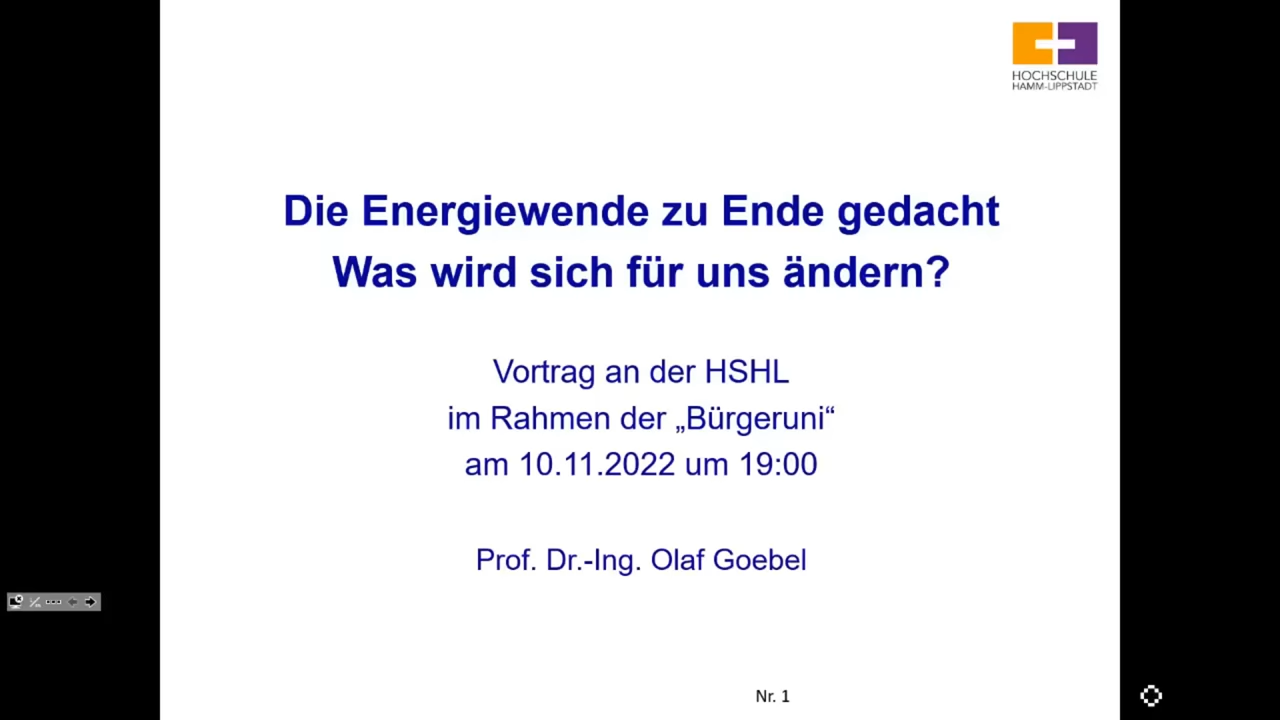 HOCHSCHULE
HAMM-LIPPSTADT
Die Energiewende zu Ende gedacht
Was wird sich für uns ändern?
Vortrag an der HSHL
im Rahmen der „Bürgeruni“
am 10.11.2022 um 19:00
Prof. Dr.-Ing. Olaf Goebel
Nr. 1